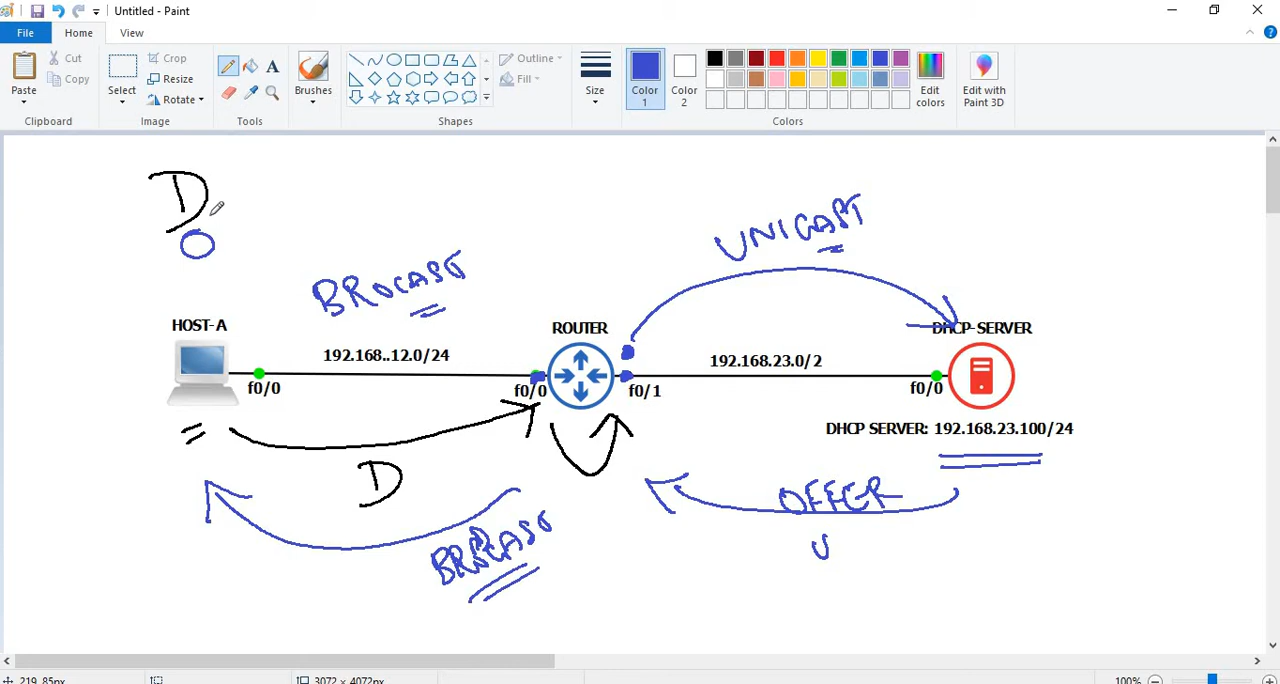 Untitled - Paint
File
Home
View
Paste
Cut
Copy
Clipboard
Select
Crop
Resize
Rotate
Image
A
Tools
Brushes
Outline
Fill
Shapes
Size
Color 1
Color 2
Edit colors
Colors
Edit with Paint 3D
D
O
BROCAST
UNICAST
HOST-A
ROUTER
DHCP-SERVER
192.168..12.0/24
192.168.23.0/2
f0/0
f0/0
f0/1
f0/0
DHCP SERVER: 192.168.23.100/24
D
OFFER
BROCAST
U
219, 85px
3072 × 4072px
100%